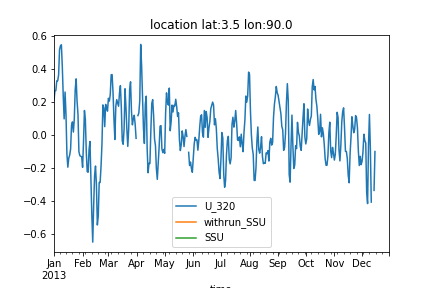 location lat:3.5 lon:90.0
0.6
0.4
0.2
0.0
−0.2
−0.4
−0.6
U_320
withrun_SSU
SSU
Jan Feb Mar Apr May Jun Jul Aug Sep Oct Nov Dec
2013
time